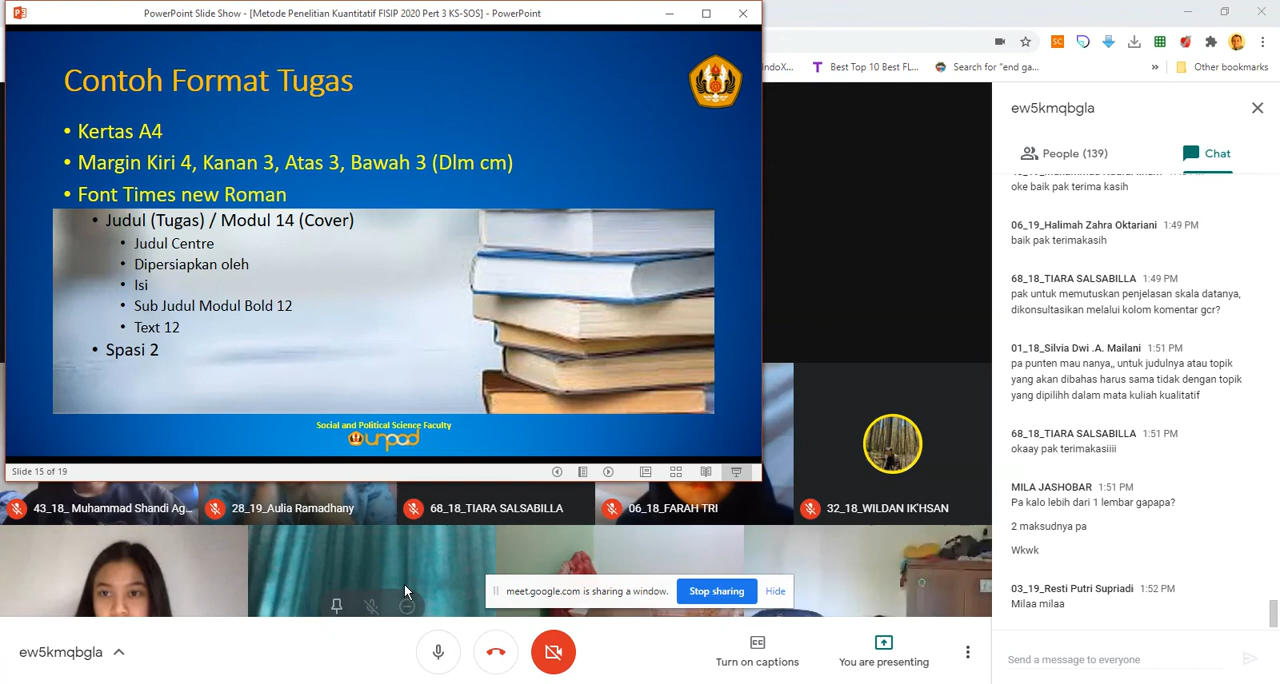 PowerPoint Slide Show - [Metode Penelitian Kuantitatif FISIP 2020 Pert 3 KS-SOS] - PowerPoint
Contoh Format Tugas
• Kertas A4
• Margin Kiri 4, Kanan 3, Atas 3, Bawah 3 (Dlm cm)
• Font Times new Roman
• Judul (Tugas) / Modul 14 (Cover)
• Judul Centre
• Dipersiapkan oleh
• Isi
• Sub Judul Modul Bold 12
• Text 12
• Spasi 2
Social and Political Science Faculty
unpad
Slide 15 of 19
SC
IndoX...
T Best Top 10 Best FL...
Search for "end ga...
»
Other bookmarks
ew5kmqbgla
People (139)
Chat
oke baik pak terima kasih
06_19_Halimah Zahra Oktariani 1:49 PM
baik pak terimakasih
68_18_TIARA SALSABILLA 1:49 PM
pak untuk memutuskan penjelasan skala datanya,
dikonsultasikan melalui kolom komentar gcr?
01_18_Silvia Dwi .A. Mailani 1:51 PM
pa punten mau nanya,, untuk judulnya atau topik
yang akan dibahas harus sama tidak dengan topik
yang dipilihh dalam mata kuliah kualitatif
68_18_TIARA SALSABILLA 1:51 PM
okaay pak terimakasiiii
MILA JASHOBAR 1:51 PM
Pa kalo lebih dari 1 lembar gapapa?
2 maksudnya pa
Wkwk
03_19_Resti Putri Supriadi 1:52 PM
Milaa milaa
Send a message to everyone
43_18_ Muhammad Shandi Ag...
28_19_Aulia Ramadhany
68_18_TIARA SALSABILLA
06_18_FARAH TRI
32_18_WILDAN IK'HSAN
meet.google.com is sharing a window.
Stop sharing
Hide
ew5kmqbgla
Turn on captions
You are presenting